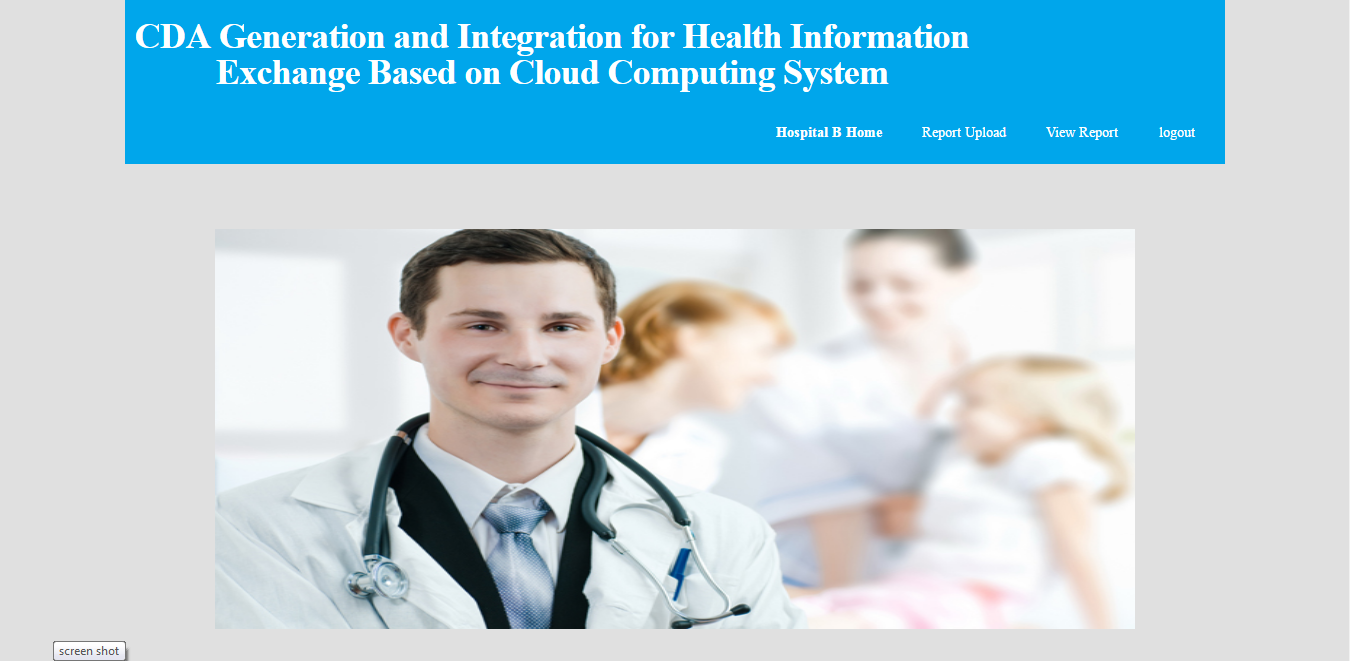 CDA Generation and Integration for Health Information
Exchange Based on Cloud Computing System
Hospital B Home Report Upload View Report logout
screen shot